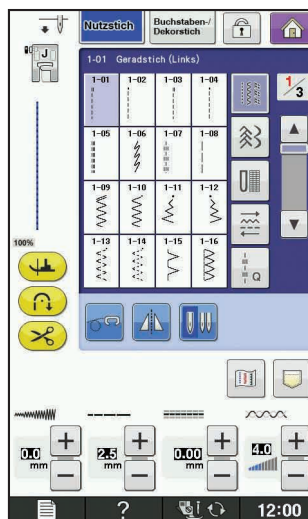 Nutzstich
Buchstaben-/
Dekorstich
J
1-01 Geradstich (Links)
1-01 1-02 1-03 1-04
1/3
1-05 1-06 1-07 1-08
1-09 1-10 1-11 1-12
1-13 1-14 1-15 1-16
Q
100%
0.0 mm
2.5 mm
0.00 mm
4.0
?
12:00